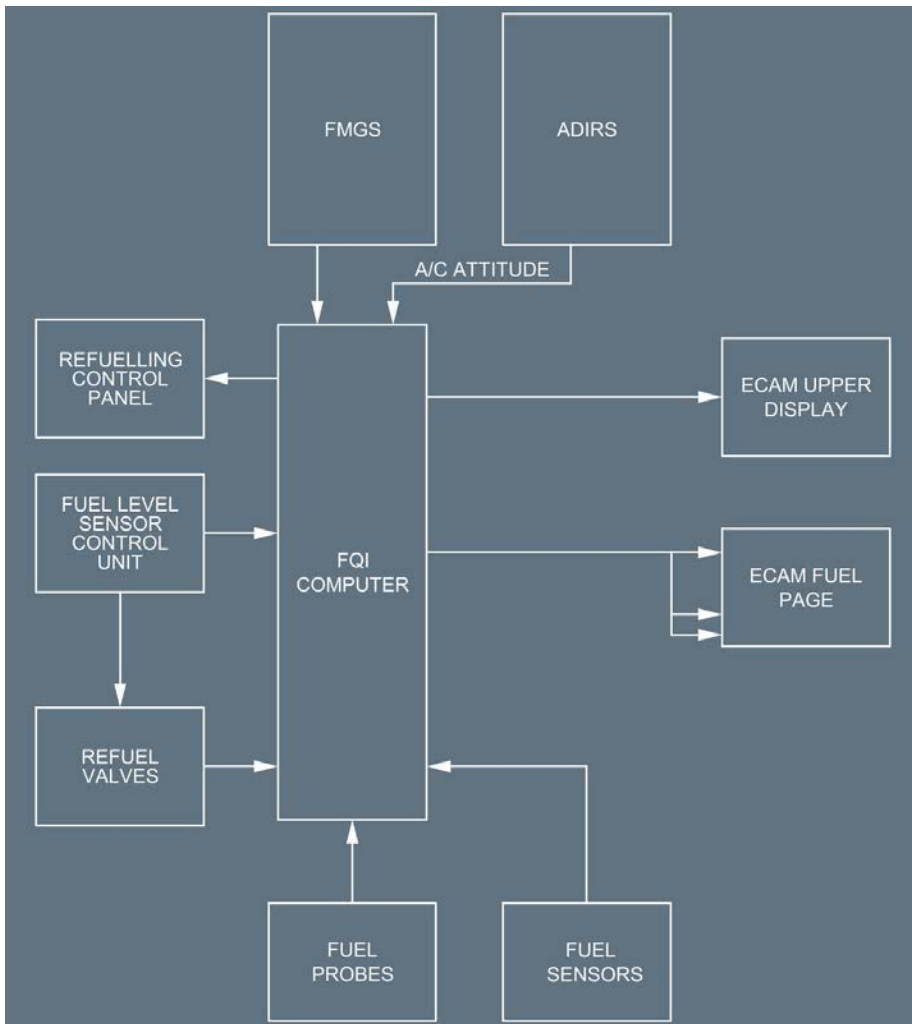 FMGS
ADIRS
A/C ATTITUDE
REFUELLING
CONTROL
PANEL
ECAM UPPER
DISPLAY
FUEL LEVEL
SENSOR
CONTROL
UNIT
FQI
COMPUTER
ECAM FUEL
PAGE
REFUEL
VALVES
FUEL
PROBES
FUEL
SENSORS